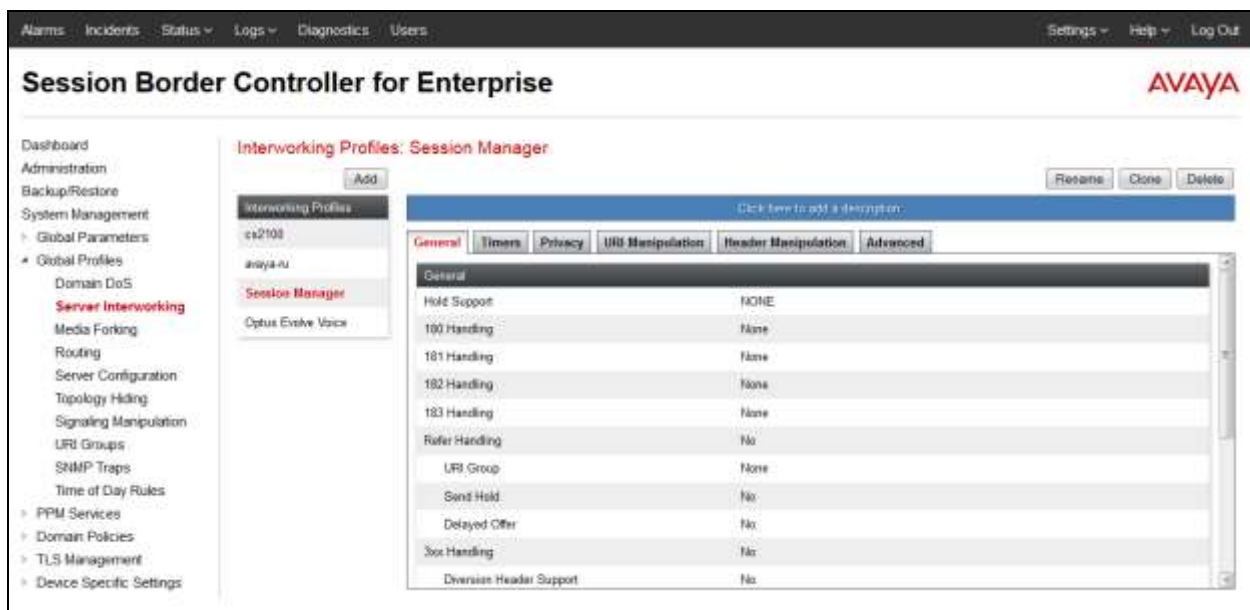 Alarms Incidents Status Logs Diagnostics Users Settings Help Log Out
Session Border Controller for Enterprise
AVAYA
Dashboard
Administration
Backup/Restore
System Management
Global Parameters
Global Profiles
Domain DoS
Server Interworking
Media Forking
Routing
Server Configuration
Topology Hiding
Signaling Manipulation
URI Groups
SNMP Traps
Time of Day Rules
PPM Services
Domain Policies
TLS Management
Device Specific Settings
Interworking Profiles: Session Manager
Add
Rename Clone Delete
Interworking Profiles
cs2100
avaya-ru
Session Manager
Optus Evolve Voice
Click here to add a description.
General Timers Privacy URI Manipulation Header Manipulation Advanced
General
Hold Support NONE
180 Handling None
181 Handling None
182 Handling None
183 Handling None
Refer Handling No
URI Group None
Send Hold No
Delayed Offer No
3xx Handling No
Diversion Header Support No